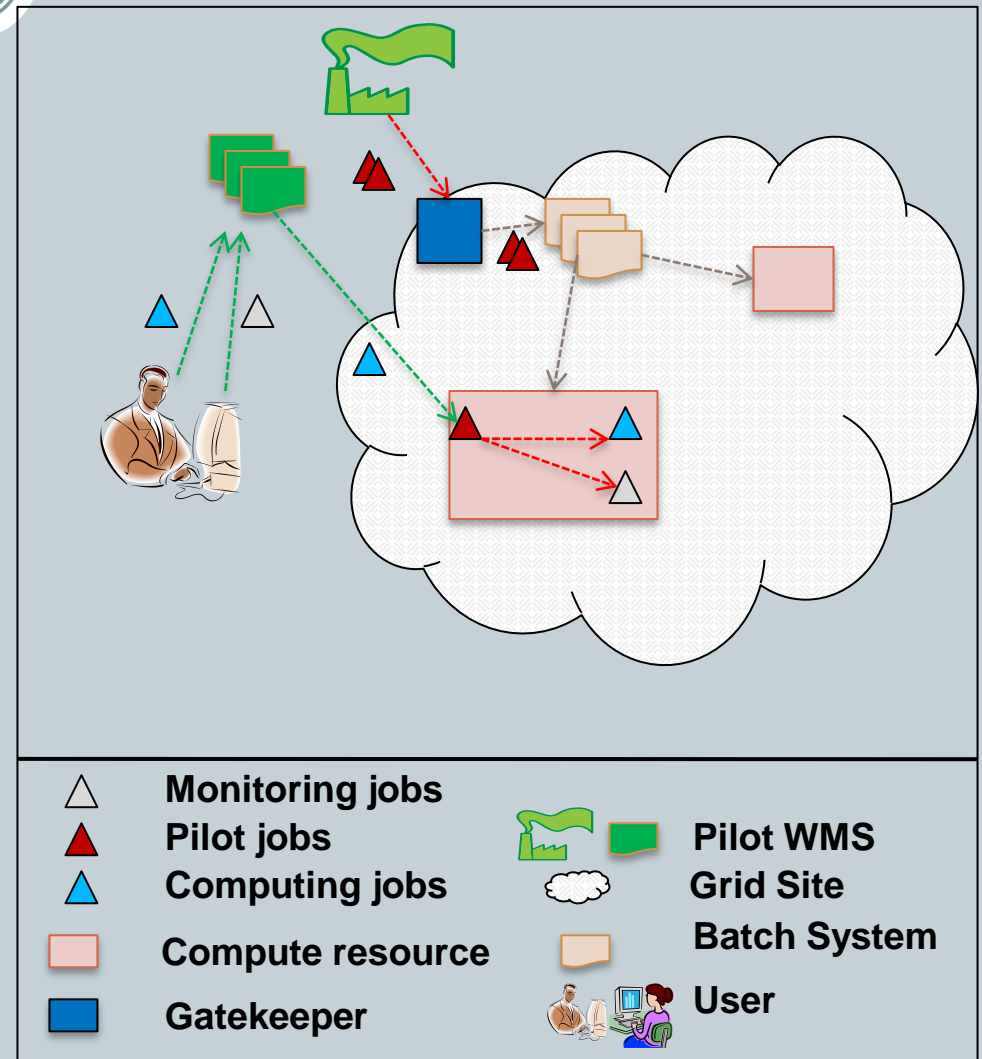 Monitoring jobs
Pilot jobs
Computing jobs
Compute resource
Gatekeeper
Pilot WMS
Grid Site
Batch System
User